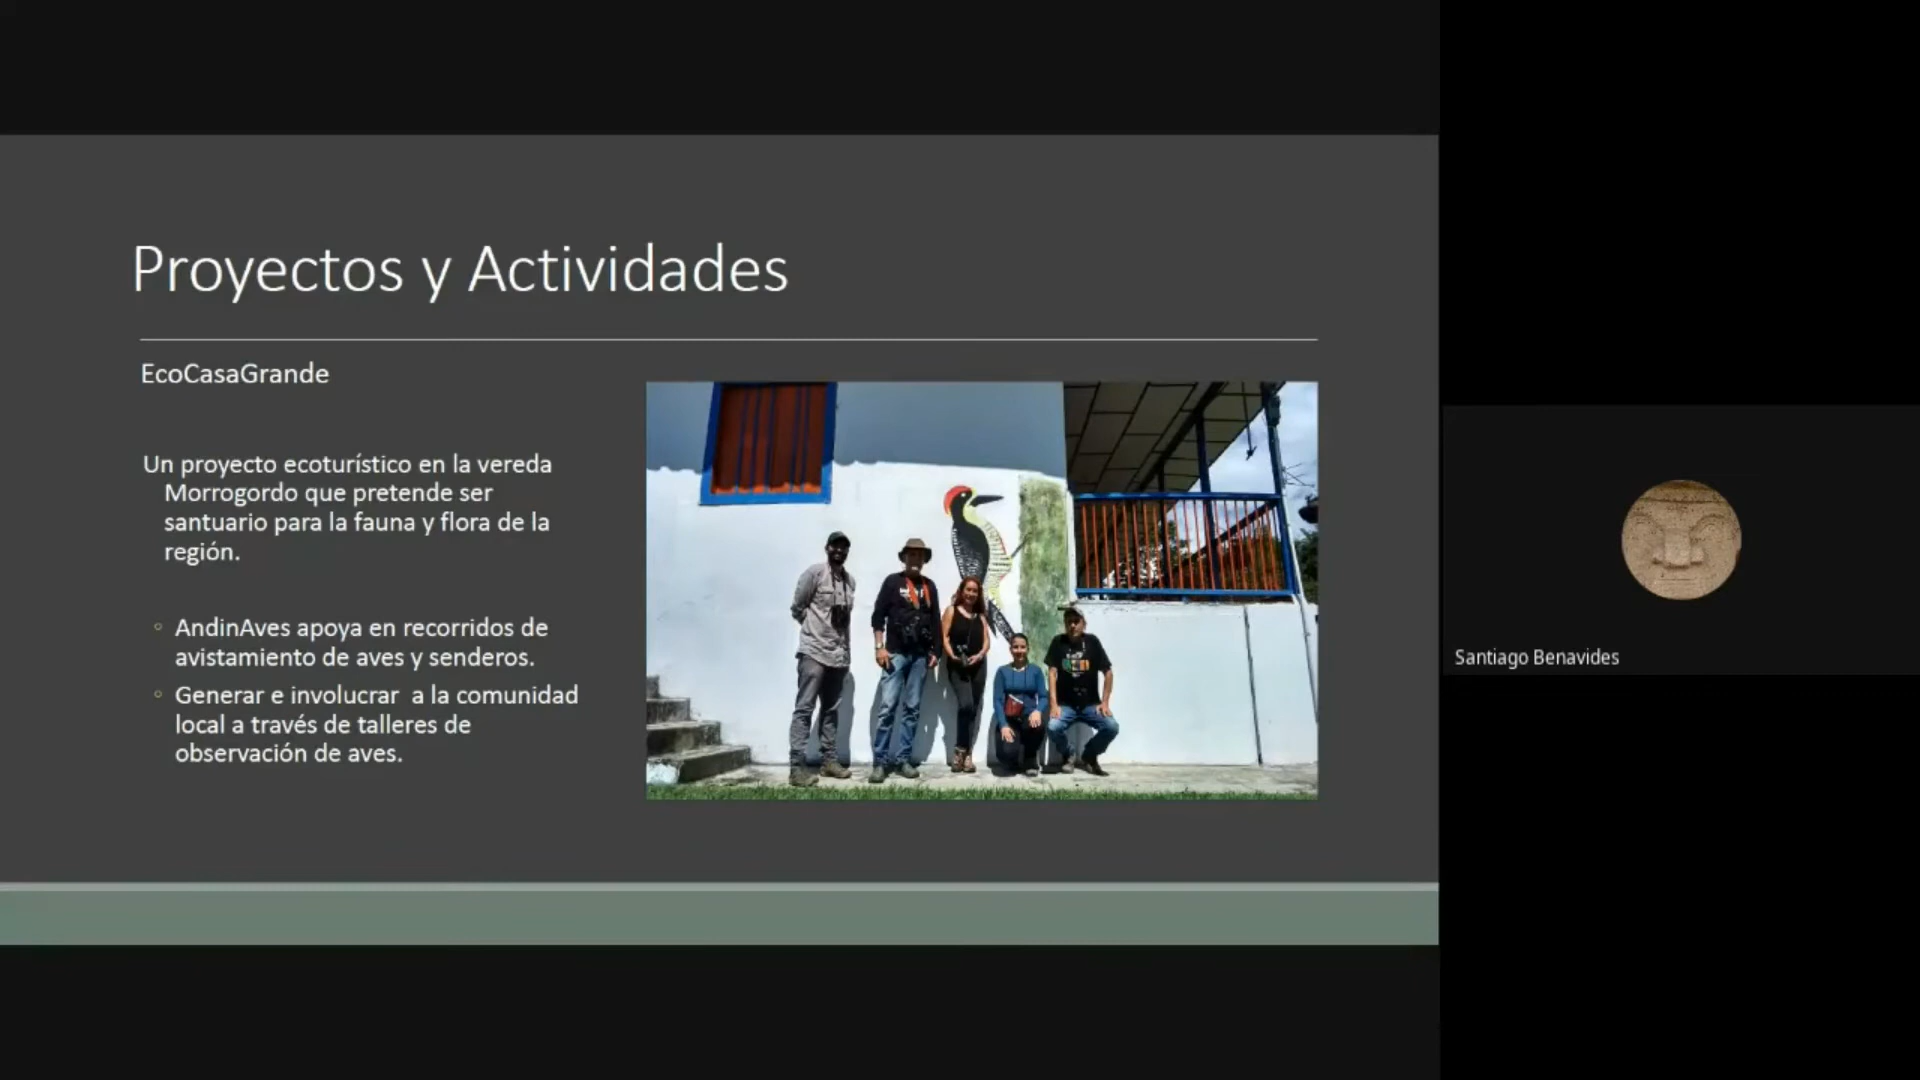 Proyectos y Actividades
EcoCasaGrande
Un proyecto ecoturístico en la vereda
Morrogordo que pretende ser
santuario para la fauna y flora de la
región.
◦ AndinAves apoya en recorridos de
avistamiento de aves y senderos.
◦ Generar e involucrar  a la comunidad
local a través de talleres de
observación de aves.
Santiago Benavides